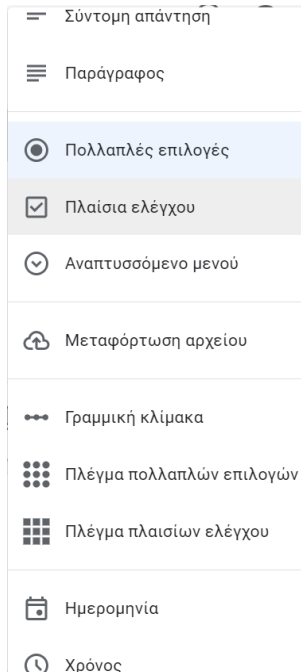 Σύντομη απάντηση
Παράγραφος
Πολλαπλές επιλογές
Πλαίσια ελέγχου
Αναπτυσσόμενο μενού
Μεταφόρτωση αρχείου
Γραμμική κλίμακα
Πλέγμα πολλαπλών επιλογών
Πλέγμα πλαισίων ελέγχου
Ημερομηνία
Χρόνος